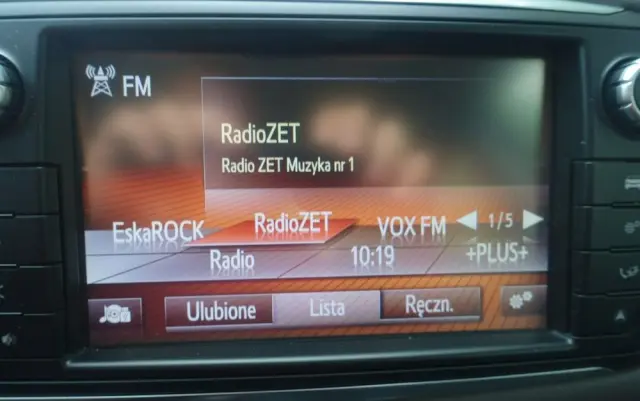 FM
RadioZET
Radio ZET Muzyka nr 1
EskaROCK RadioZET VOX FM 1/5
Radio 10:19 +PLUS+
Ulubione Lista Ręczn.